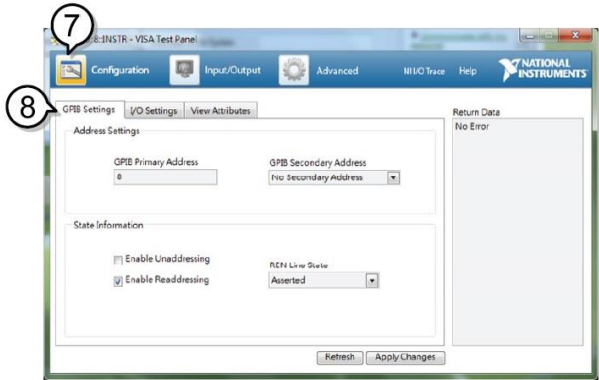 7
8::INSTR - VISA Test Panel
Configuration Input/Output Advanced NI I/O Trace Help NATIONAL INSTRUMENTS
8
GPIB Settings I/O Settings View Attributes
Return Data
Address Settings
No Error
GPIB Primary Address GPIB Secondary Address
0 No Secondary Address
State Information
Enable Unaddressing
REN Line State
Enable Readdressing
Asserted
Refresh Apply Changes